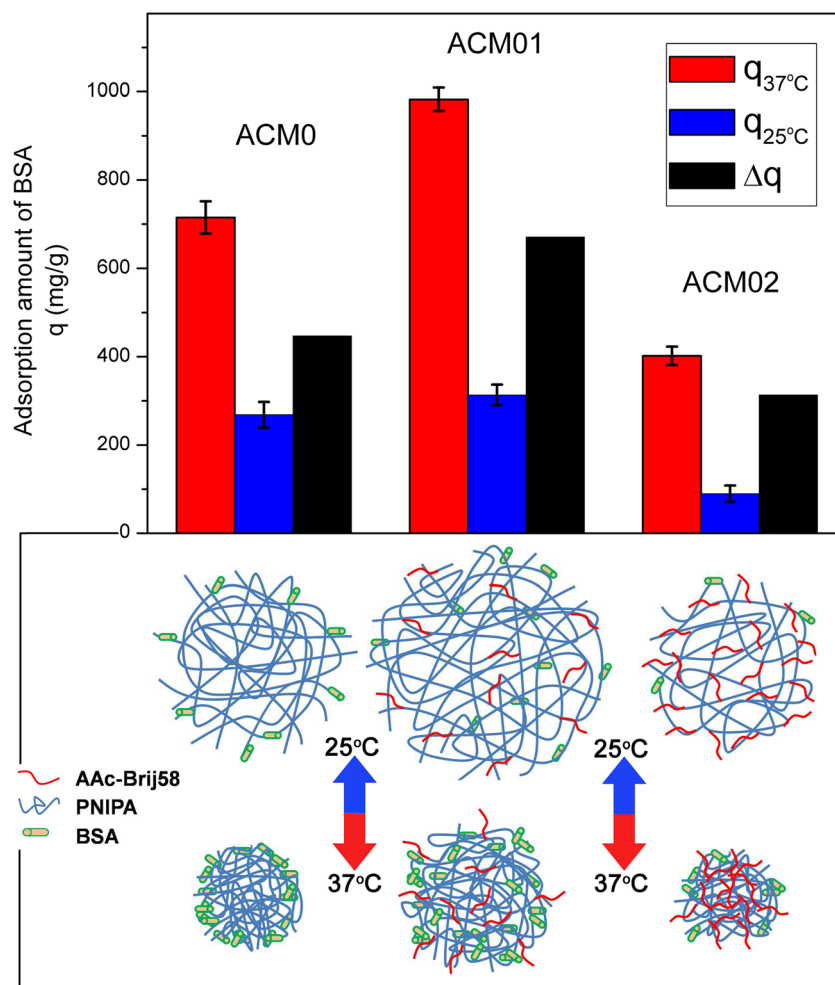 Adsorption amount of BSA
q (mg/g)
1000
800
600
400
200
0
ACM0
ACM01
ACM02
q37°C
q25°C
Δq
25°C
25°C
AAc-Brij58
PNIPA
BSA
37°C
37°C